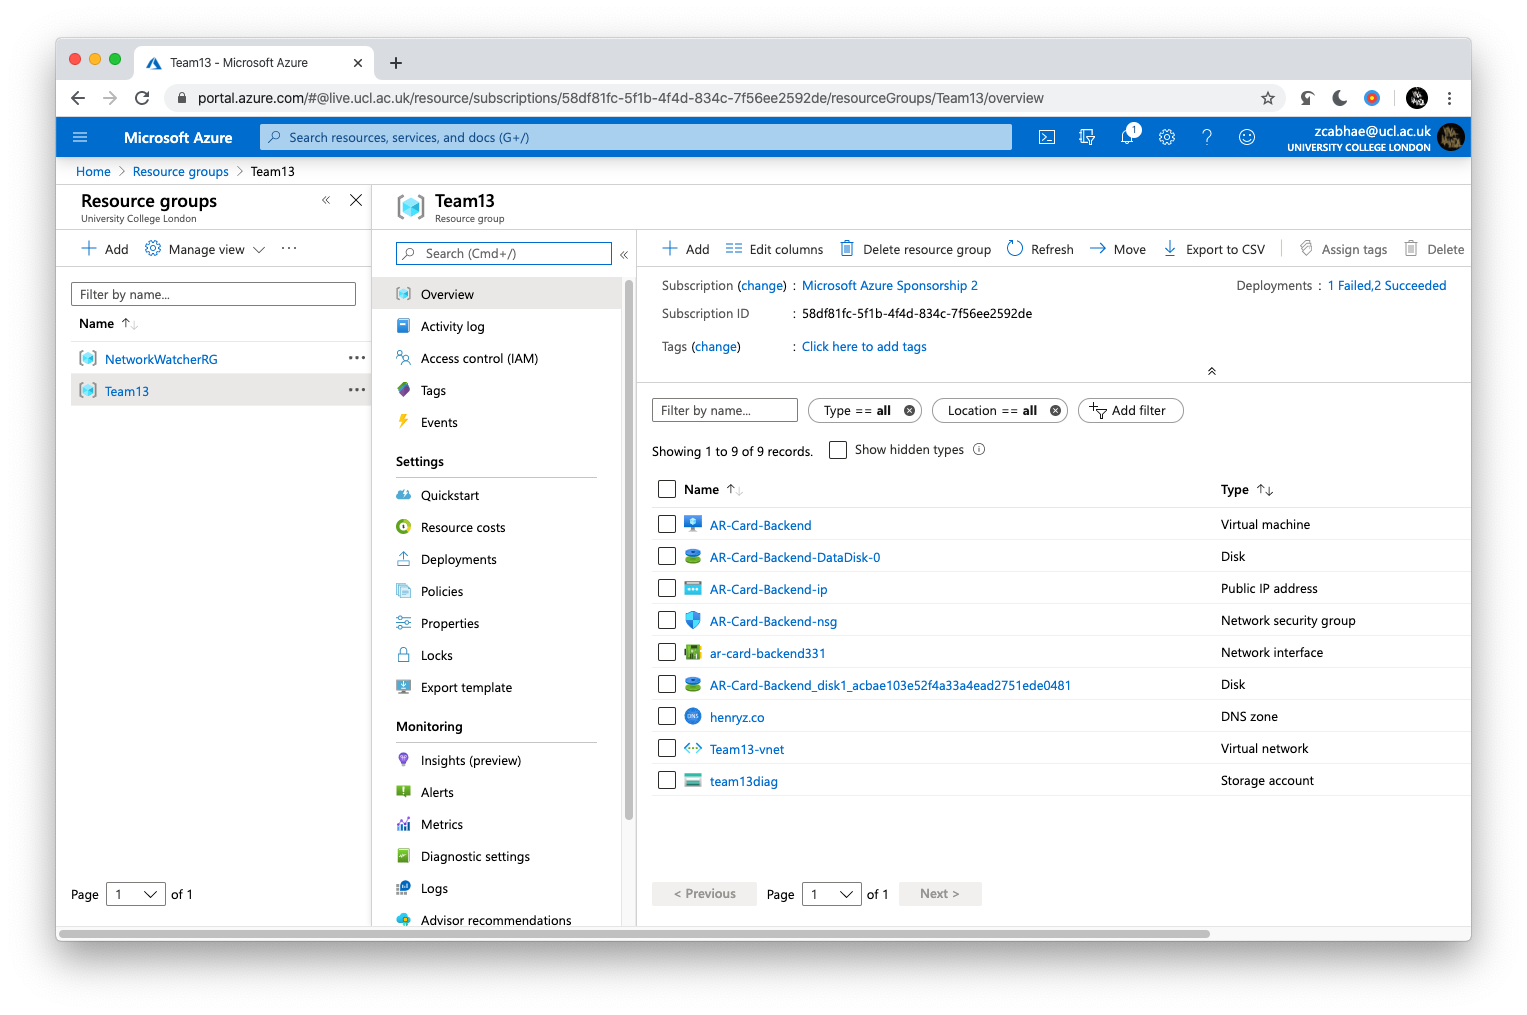 Team13 - Microsoft Azure
portal.azure.com/#@live.ucl.ac.uk/resource/subscriptions/58df81fc-5f1b-4f4d-834c-7f56ee2592de/resourceGroups/Team13/overview
Microsoft Azure
Search resources, services, and docs (G+/)
1
zcabhae@ucl.ac.uk
UNIVERSITY COLLEGE LONDON
Home > Resource groups > Team13
Resource groups
University College London
Add Manage view ...
Filter by name...
Name
NetworkWatcherRG ...
Team13 ...
Page 1 of 1
Team13
Resource group
Search (Cmd+/)
Overview
Activity log
Access control (IAM)
Tags
Events
Settings
Quickstart
Resource costs
Deployments
Policies
Properties
Locks
Export template
Monitoring
Insights (preview)
Alerts
Metrics
Diagnostic settings
Logs
Advisor recommendations
Add Edit columns Delete resource group Refresh Move Export to CSV Assign tags Delete
Subscription (change) : Microsoft Azure Sponsorship 2
Deployments : 1 Failed,2 Succeeded
Subscription ID : 58df81fc-5f1b-4f4d-834c-7f56ee2592de
Tags (change) : Click here to add tags
Filter by name... Type == all Location == all Add filter
Showing 1 to 9 of 9 records. Show hidden types
Name Type
AR-Card-Backend Virtual machine
AR-Card-Backend-DataDisk-0 Disk
AR-Card-Backend-ip Public IP address
AR-Card-Backend-nsg Network security group
ar-card-backend331 Network interface
AR-Card-Backend_disk1_acbae103e52f4a33a4ead2751ede0481 Disk
DNS henryz.co DNS zone
Team13-vnet Virtual network
team13diag Storage account
< Previous Page 1 of 1 Next >